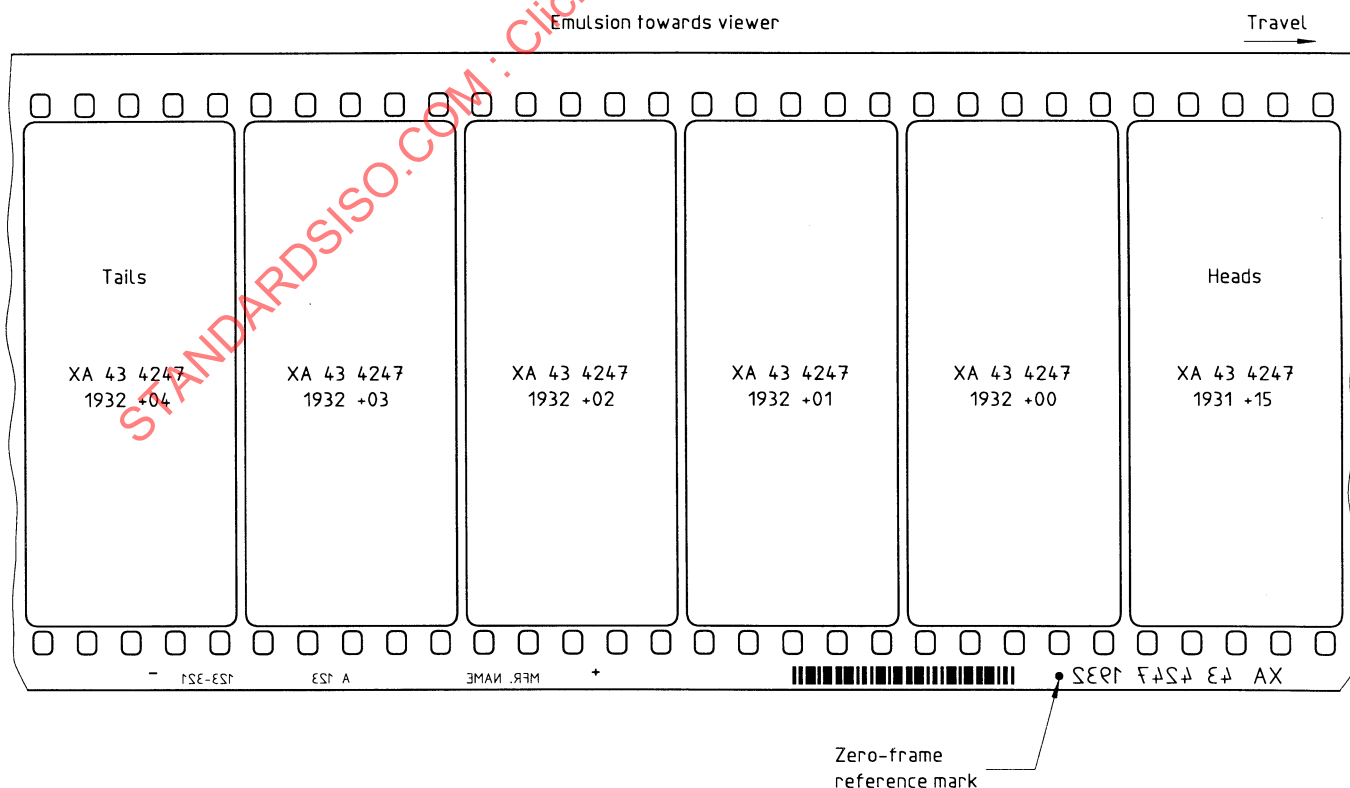 Emulsion towards viewer
Travel
STANDARDSISO.COM : Clic
Tails
Heads
XA 43 4247
1932 +04
XA 43 4247
1932 +03
XA 43 4247
1932 +02
XA 43 4247
1932 +01
XA 43 4247
1932 +00
XA 43 4247
1931 +15
– 123-321 A 123 MFR. NAME + XA 43 4247 1932
Zero-frame
reference mark